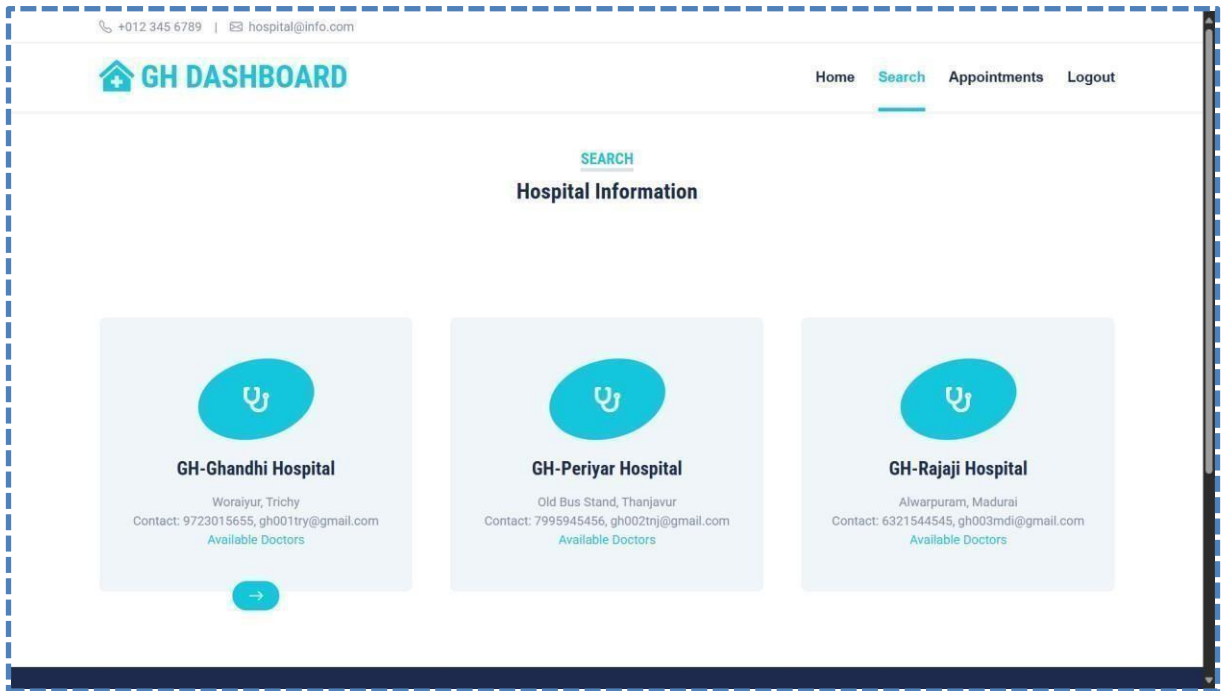 +012 345 6789 | hospital@info.com
GH DASHBOARD
Home Search Appointments Logout
SEARCH
Hospital Information
GH-Ghandhi Hospital
Woraiyur, Trichy
Contact: 9723015655, gh001try@gmail.com
Available Doctors
GH-Periyar Hospital
Old Bus Stand, Thanjavur
Contact: 7995945456, gh002tnj@gmail.com
Available Doctors
GH-Rajaji Hospital
Alwarpuram, Madurai
Contact: 6321544545, gh003mdi@gmail.com
Available Doctors